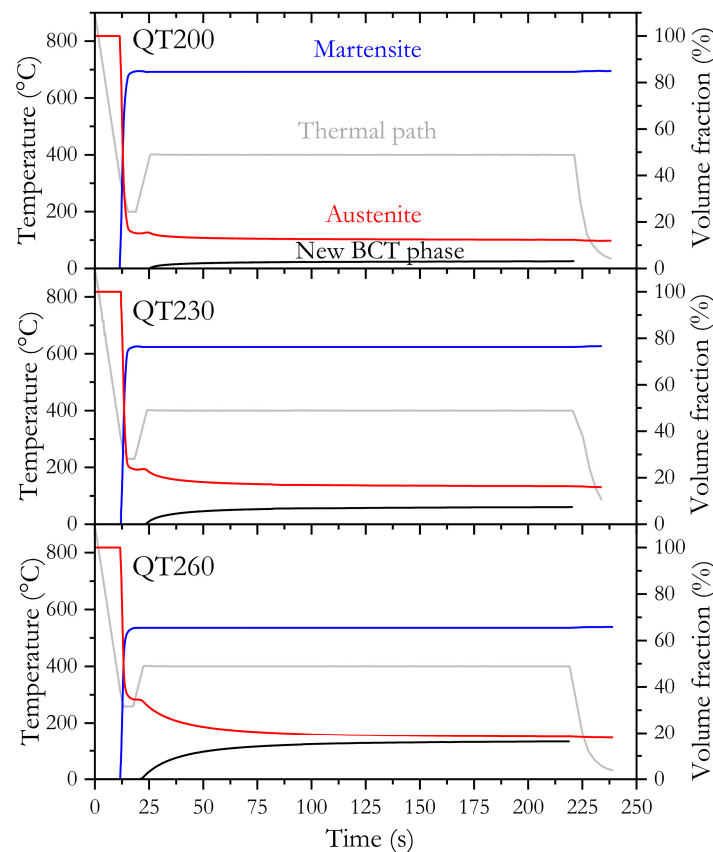 QT200
Martensite
Thermal path
Austenite
New BCT phase
Temperature (°C)
800
600
400
200
0
Volume fraction (%)
100
80
60
40
20
0
QT230
Temperature (°C)
800
600
400
200
0
Volume fraction (%)
100
80
60
40
20
0
QT260
Temperature (°C)
800
600
400
200
0
Volume fraction (%)
100
80
60
40
20
0
0 25 50 75 100 125 150 175 200 225 250
Time (s)